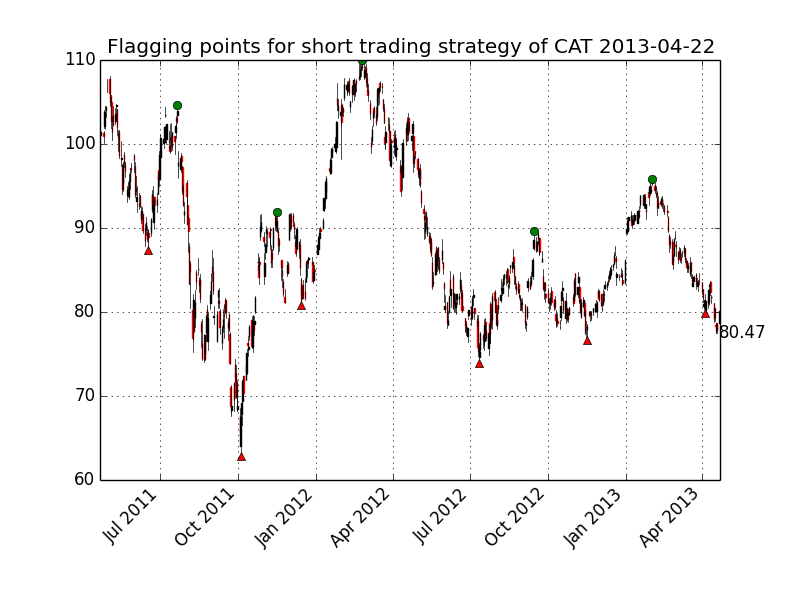 Flagging points for short trading strategy of CAT 2013-04-22
110
100
90
80
70
60
80.47
Jul 2011
Oct 2011
Jan 2012
Apr 2012
Jul 2012
Oct 2012
Jan 2013
Apr 2013